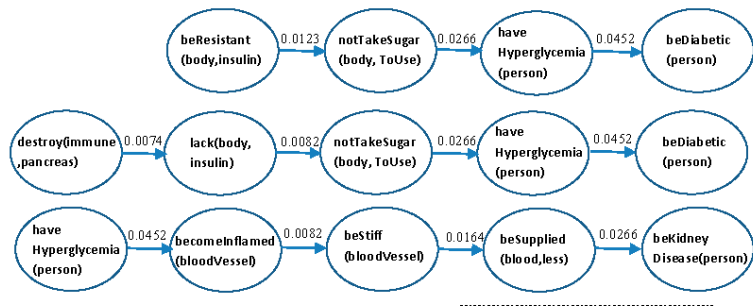 beResistant
(body,insulin)
0.0123
notTakeSugar
(body, ToUse)
0.0266
have
Hyperglycemia
(person)
0.0452
beDiabetic
(person)
destroy(immune
,pancreas)
0.0074
lack(body,
insulin)
0.0082
notTakeSugar
(body, ToUse)
0.0266
have
Hyperglycemia
(person)
0.0452
beDiabetic
(person)
have
Hyperglycemia
(person)
0.0452
becomeInflamed
(bloodVessel)
0.0082
beStiff
(bloodVessel)
0.0164
beSupplied
(blood,less)
0.0266
beKidney
Disease(person)